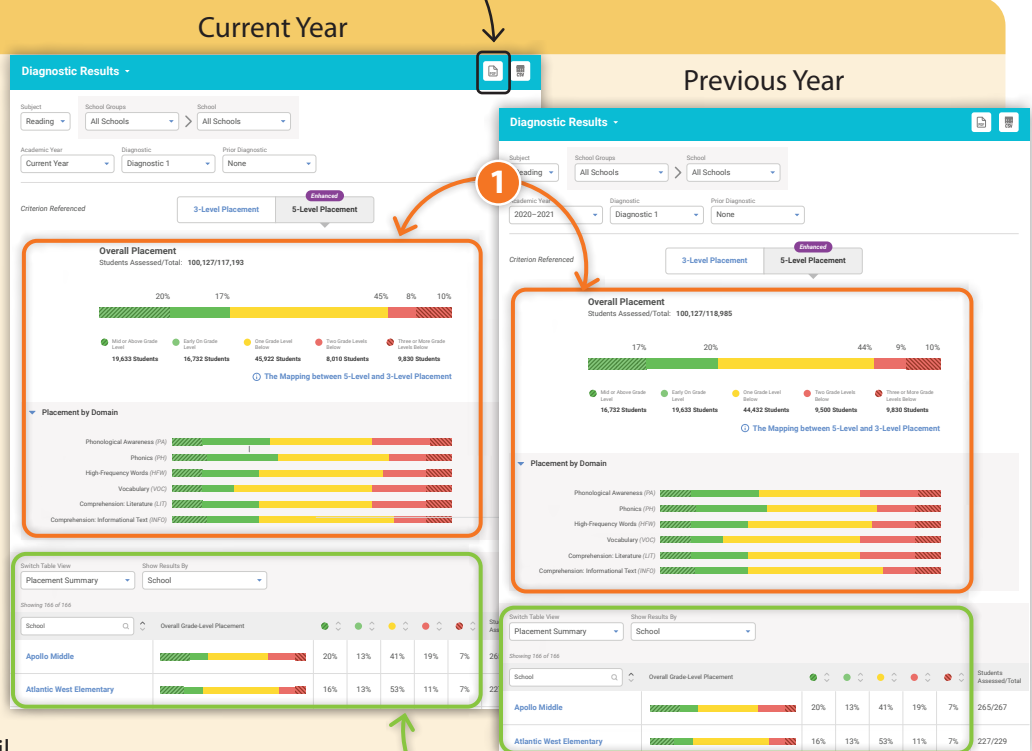 Current Year
Diagnostic Results
PDF
CSV
Subject
School Groups
School
Reading
All Schools
All Schools
Academic Year
Diagnostic
Prior Diagnostic
Current Year
Diagnostic 1
None
Criterion Referenced
3-Level Placement
Enhanced
5-Level Placement
Overall Placement
Students Assessed/Total: 100,127/117,193
20% 17% 45% 8% 10%
Mid or Above Grade Level
Early On Grade Level
One Grade Level Below
Two Grade Levels Below
Three or More Grade Levels Below
19,633 Students
16,732 Students
45,922 Students
8,010 Students
9,830 Students
The Mapping between 5-Level and 3-Level Placement
Placement by Domain
Phonological Awareness (PA)
Phonics (PH)
High-Frequency Words (HFW)
Vocabulary (VOC)
Comprehension: Literature (LIT)
Comprehension: Informational Text (INFO)
Switch Table View
Show Results By
Placement Summary
School
Showing 166 of 166
School
Overall Grade-Level Placement
Apollo Middle 20% 13% 41% 19% 7% 26
Atlantic West Elementary 16% 13% 53% 11% 7% 22
1
Previous Year
Diagnostic Results
PDF
CSV
Subject
School Groups
School
eading
All Schools
All Schools
Academic Year
Diagnostic
Prior Diagnostic
2020–2021
Diagnostic 1
None
Criterion Referenced
3-Level Placement
Enhanced
5-Level Placement
Overall Placement
Students Assessed/Total: 100,127/118,985
17% 20% 44% 9% 10%
Mid or Above Grade Level
Early On Grade Level
One Grade Level Below
Two Grade Levels Below
Three or More Grade Levels Below
16,732 Students
19,633 Students
44,432 Students
9,500 Students
9,830 Students
The Mapping between 5-Level and 3-Level Placement
Placement by Domain
Phonological Awareness (PA)
Phonics (PH)
High-Frequency Words (HFW)
Vocabulary (VOC)
Comprehension: Literature (LIT)
Comprehension: Informational Text (INFO)
Switch Table View
Show Results By
Placement Summary
School
Showing 166 of 166
School
Overall Grade-Level Placement
Students Assessed/Total
Apollo Middle 20% 13% 41% 19% 7% 265/267
Atlantic West Elementary 16% 13% 53% 11% 7% 227/229